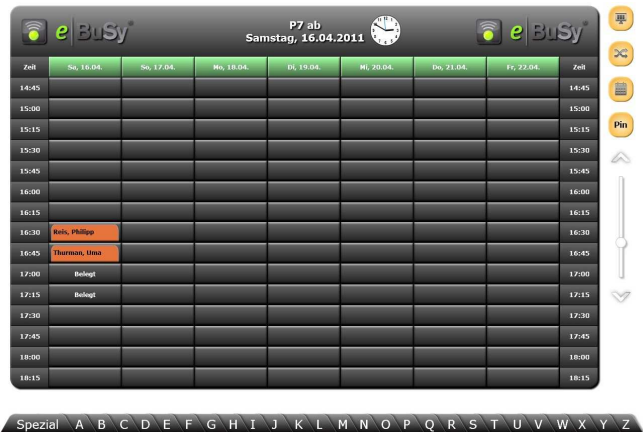 e BuSy
P7 ab
Samstag, 16.04.2011
e BuSy
Pin
Zeit Sa, 16.04. So, 17.04. Mo, 18.04. Di, 19.04. Mi, 20.04. Do, 21.04. Fr, 22.04. Zeit
14:45 14:45
15:00 15:00
15:15 15:15
15:30 15:30
15:45 15:45
16:00 16:00
16:15 16:15
16:30 Reis, Philipp 16:30
16:45 Thurman, Uma 16:45
17:00 Belegt 17:00
17:15 Belegt 17:15
17:30 17:30
17:45 17:45
18:00 18:00
18:15 18:15
Spezial A B C D E F G H I J K L M N O P Q R S T U V W X Y Z